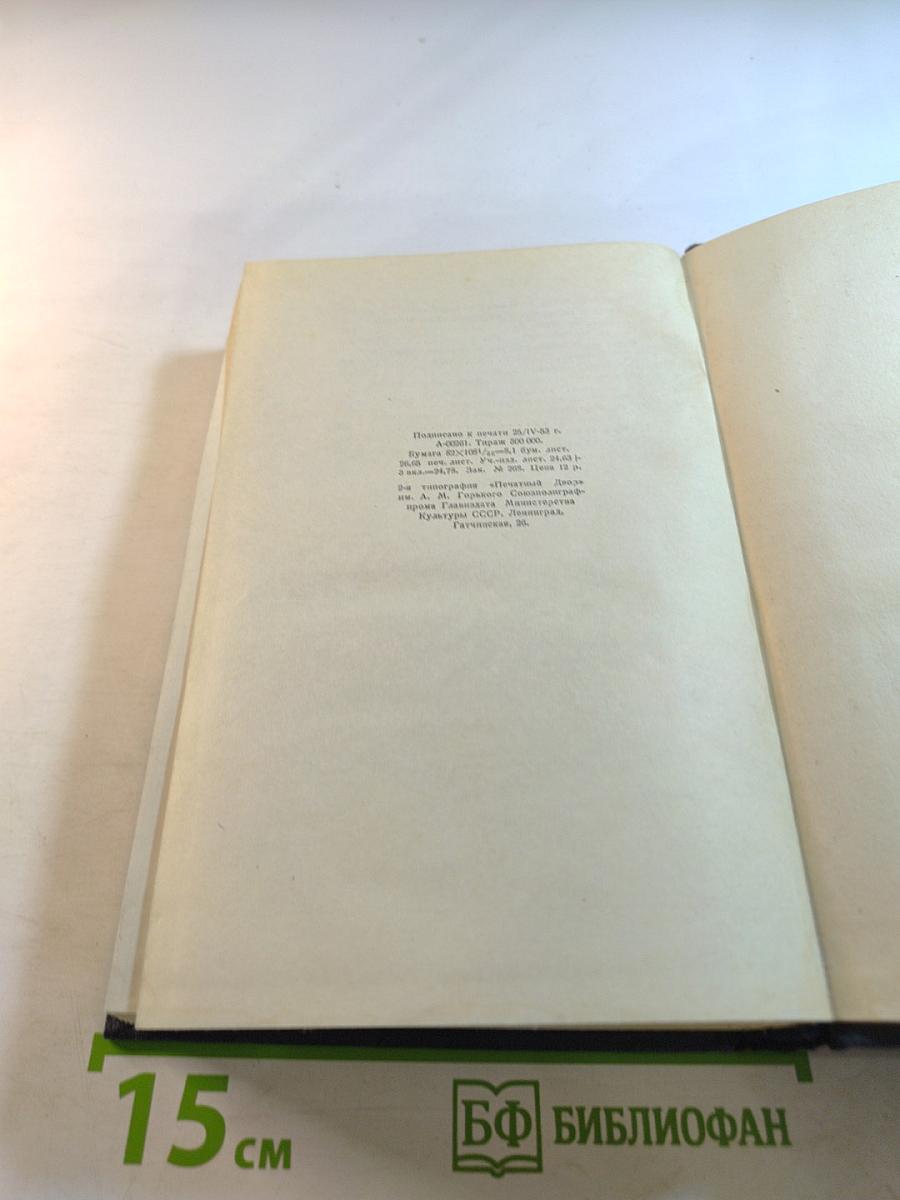 Подписано к печати 25/IV-53 г.
А-00261. Тираж 300 000.
Бумага 82×108¹/₃₂=8,1 бум. лист.
26,65 печ. лист. Уч.-изд. лист. 24,63 +
3 вкл.=24,78. Зак. № 268. Цена 12 р.
2-я типография «Печатный Двор»
им. А. М. Горького Союзполиграф-
прома Главиздата Министерства
Культуры СССР. Ленинград,
Гатчинская, 26.
15 см
БФ БИБЛИОФАН